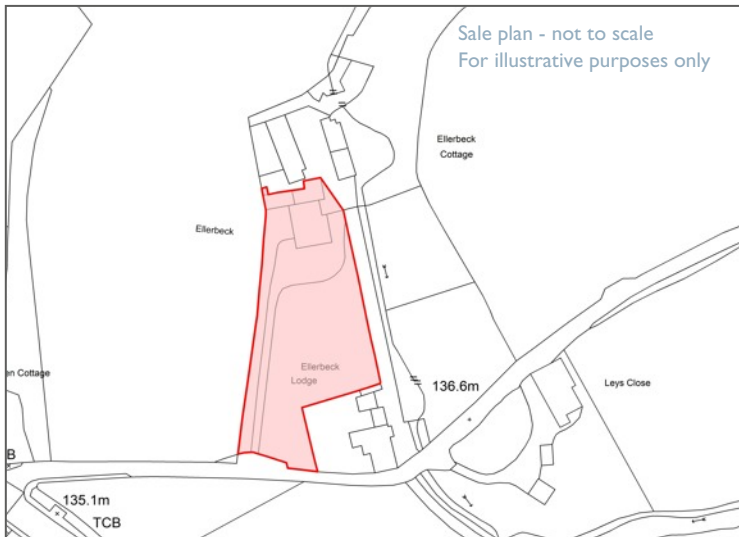 Sale plan - not to scale
For illustrative purposes only
Ellerbeck
Cottage
Ellerbeck
Ellerbeck
Lodge
en Cottage
136.6m
Leys Close
B
135.1m
TCB